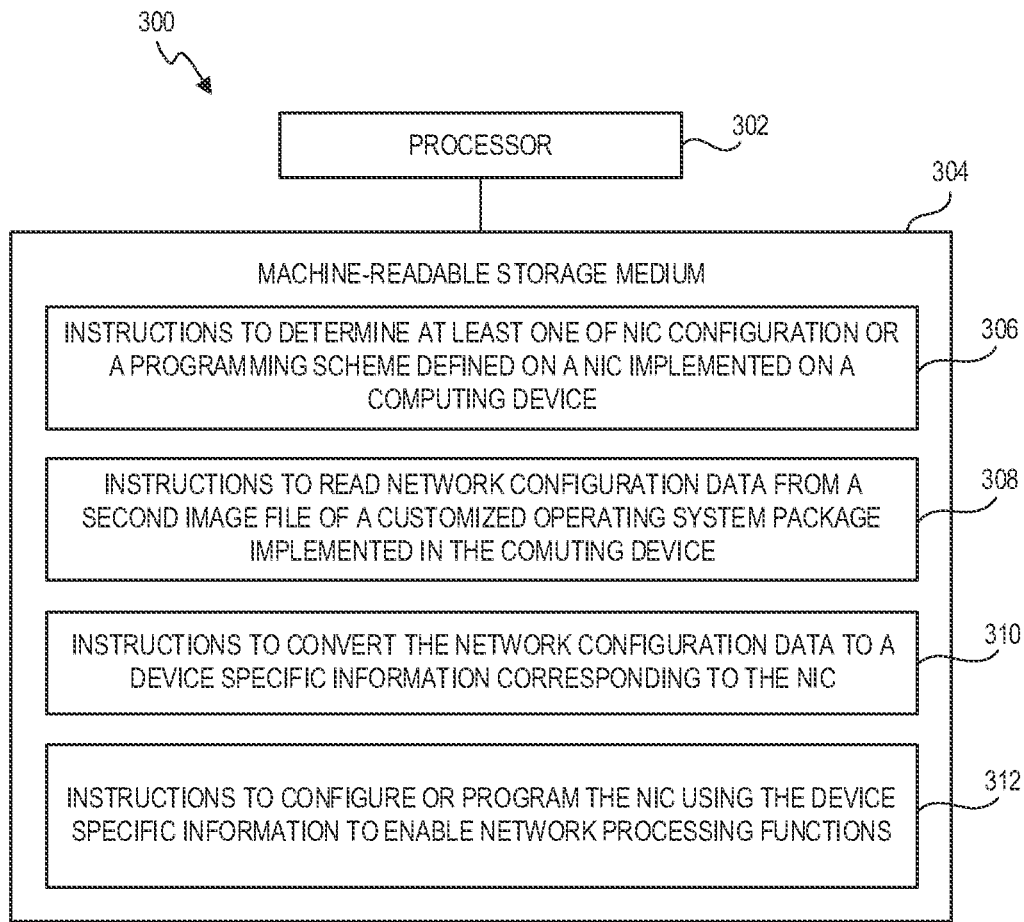 300
PROCESSOR
302
304
MACHINE-READABLE STORAGE MEDIUM
INSTRUCTIONS TO DETERMINE AT LEAST ONE OF NIC CONFIGURATION OR
A PROGRAMMING SCHEME DEFINED ON A NIC IMPLEMENTED ON A
COMPUTING DEVICE
306
INSTRUCTIONS TO READ NETWORK CONFIGURATION DATA FROM A
SECOND IMAGE FILE OF A CUSTOMIZED OPERATING SYSTEM PACKAGE
IMPLEMENTED IN THE COMUTING DEVICE
308
INSTRUCTIONS TO CONVERT THE NETWORK CONFIGURATION DATA TO A
DEVICE SPECIFIC INFORMATION CORRESPONDING TO THE NIC
310
INSTRUCTIONS TO CONFIGURE OR PROGRAM THE NIC USING THE DEVICE
SPECIFIC INFORMATION TO ENABLE NETWORK PROCESSING FUNCTIONS
312